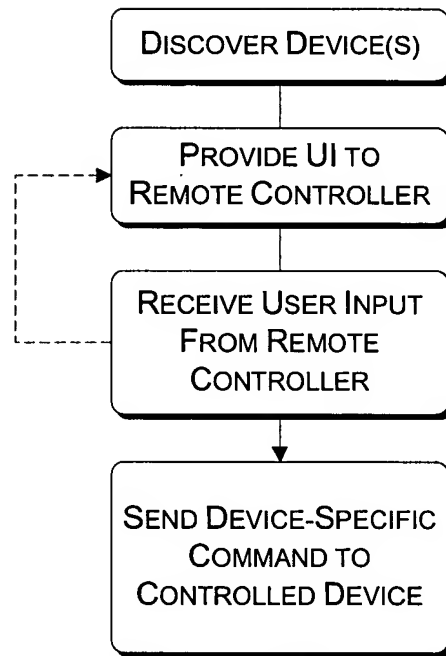 DISCOVER DEVICE(S)
PROVIDE UI TO
REMOTE CONTROLLER
RECEIVE USER INPUT
FROM REMOTE
CONTROLLER
SEND DEVICE-SPECIFIC
COMMAND TO
CONTROLLED DEVICE